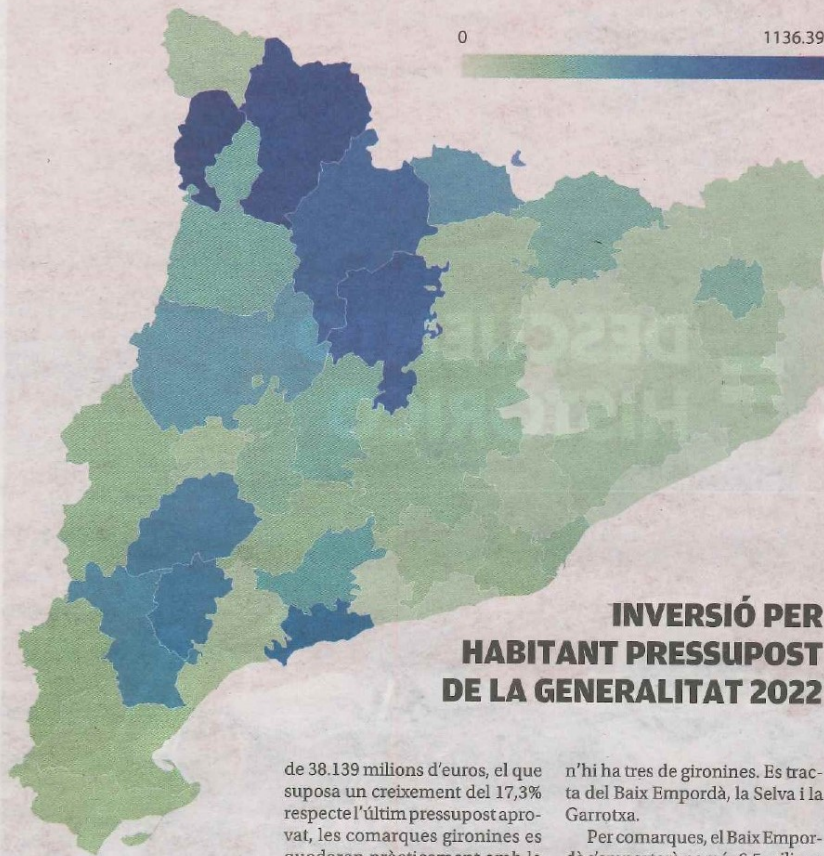 0
1136.39
INVERSIÓ PER
HABITANT PRESSUPOST
DE LA GENERALITAT 2022
de 38.139 milions d'euros, el que
suposa un creixement del 17,3%
respecte l'últim pressupost apro-
vat, les comarques gironines es
n'hi ha tres de gironines. Es trac-
ta del Baix Empordà, la Selva i la
Garrotxa.
Per comarques, el Baix Empor-